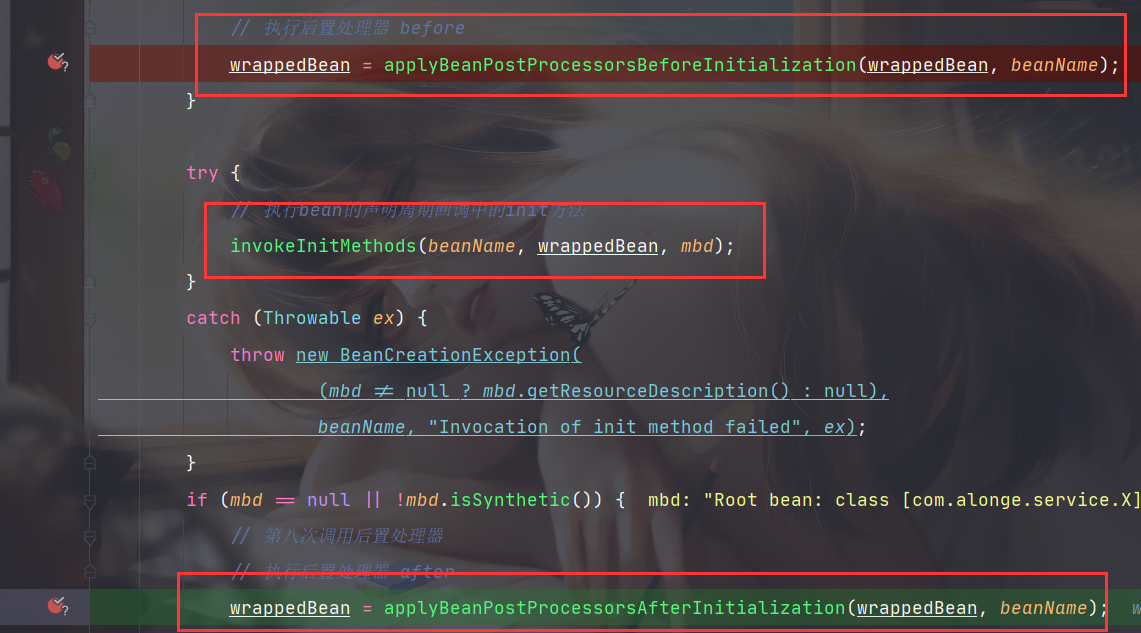 // 执行后置处理器 before
wrappedBean = applyBeanPostProcessorsBeforeInitialization(wrappedBean, beanName);
}
try {
// 执行bean的声明周期回调中的init方法
invokeInitMethods(beanName, wrappedBean, mbd);
}
catch (Throwable ex) {
throw new BeanCreationException(
(mbd ≠ null ? mbd.getResourceDescription() : null),
beanName, "Invocation of init method failed", ex);
}
if (mbd == null || !mbd.isSynthetic()) { mbd: "Root bean: class [com.alonge.service.X]
// 第八次调用后置处理器
// 执行后置处理器 after
wrappedBean = applyBeanPostProcessorsAfterInitialization(wrappedBean, beanName); w